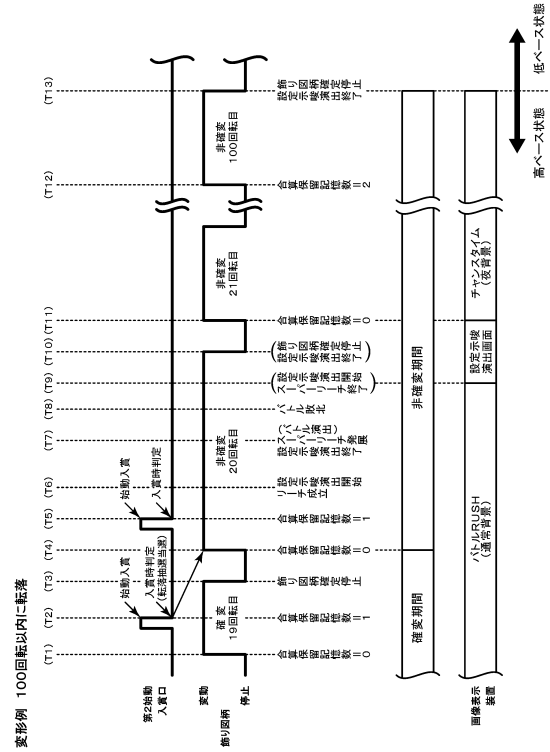 変形例　100回転以内に転落
(T1)
(T2)
(T3)
(T4)
(T5)
(T6)
(T7)
(T8)
(T9)
(T10)
(T11)
(T12)
(T13)
第2始動
入賞口
始動入賞
入賞時判定
(転落抽選当選)
始動入賞
入賞時判定
飾り図柄
変動
停止
確変
19回転目
非確変
20回転目
非確変
21回転目
非確変
100回転目
合算保留記憶数=0
合算保留記憶数=1
飾り図柄確定停止
合算保留記憶数=0
合算保留記憶数=1
設定示唆演出開始
リーチ成立
(バトル演出)
スーパーリーチ発展
設定示唆演出終了
バトル敗北
(設定示唆演出開始
スーパーリーチ終了)
(飾り図柄確定停止
設定示唆演出終了)
合算保留記憶数=0
合算保留記憶数=2
飾り図柄確定停止
設定示唆演出終了
確変期間
非確変期間
画像表示
装置
バトルRUSH
(通常背景)
設定示唆
演出画面
チャンスタイム
(夜背景)
高ベース状態
低ベース状態